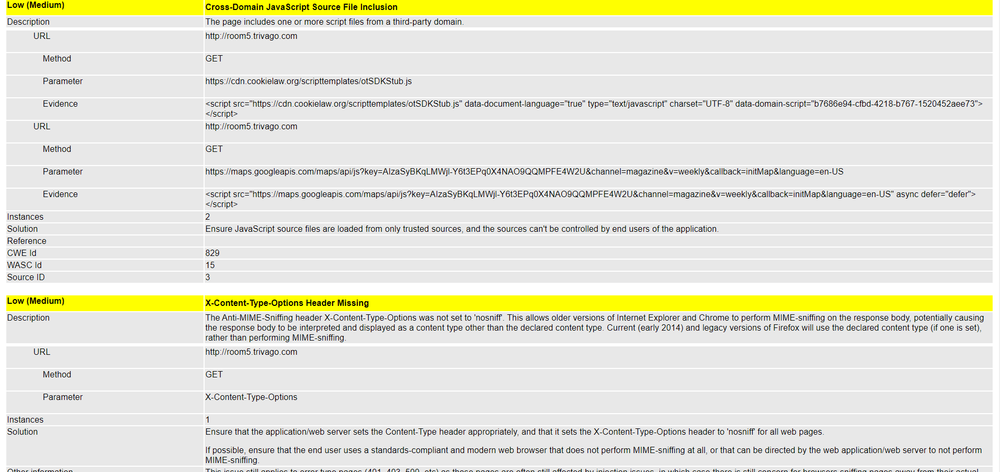 Low (Medium)
Cross-Domain JavaScript Source File Inclusion
Description
The page includes one or more script files from a third-party domain.
URL
http://room5.trivago.com
Method
GET
Parameter
https://cdn.cookielaw.org/scripttemplates/otSDKStub.js
Evidence
<script src="https://cdn.cookielaw.org/scripttemplates/otSDKStub.js" data-document-language="true" type="text/javascript" charset="UTF-8" data-domain-script="b7686e94-cfbd-4218-b767-1520452aee73">
</script>
URL
http://room5.trivago.com
Method
GET
Parameter
https://maps.googleapis.com/maps/api/js?key=AIzaSyBKqLMWjl-Y6t3EPq0X4NAO9QQMPFE4W2U&channel=magazine&v=weekly&callback=initMap&language=en-US
Evidence
<script src="https://maps.googleapis.com/maps/api/js?key=AIzaSyBKqLMWjl-Y6t3EPq0X4NAO9QQMPFE4W2U&channel=magazine&v=weekly&callback=initMap&language=en-US" async defer="defer">
</script>
Instances
2
Solution
Ensure JavaScript source files are loaded from only trusted sources, and the sources can't be controlled by end users of the application.
Reference
CWE Id
829
WASC Id
15
Source ID
3
Low (Medium)
X-Content-Type-Options Header Missing
Description
The Anti-MIME-Sniffing header X-Content-Type-Options was not set to 'nosniff'. This allows older versions of Internet Explorer and Chrome to perform MIME-sniffing on the response body, potentially causing
the response body to be interpreted and displayed as a content type other than the declared content type. Current (early 2014) and legacy versions of Firefox will use the declared content type (if one is set),
rather than performing MIME-sniffing.
URL
http://room5.trivago.com
Method
GET
Parameter
X-Content-Type-Options
Instances
1
Solution
Ensure that the application/web server sets the Content-Type header appropriately, and that it sets the X-Content-Type-Options header to 'nosniff' for all web pages.
If possible, ensure that the end user uses a standards-compliant and modern web browser that does not perform MIME-sniffing at all, or that can be directed by the web application/web server to not perform
MIME-sniffing.
Other information
This issue still applies to error type pages (401, 403, 500, etc) as those pages are often still affected by injection issues, in which case there is still concern for browsers sniffing pages away from their actual